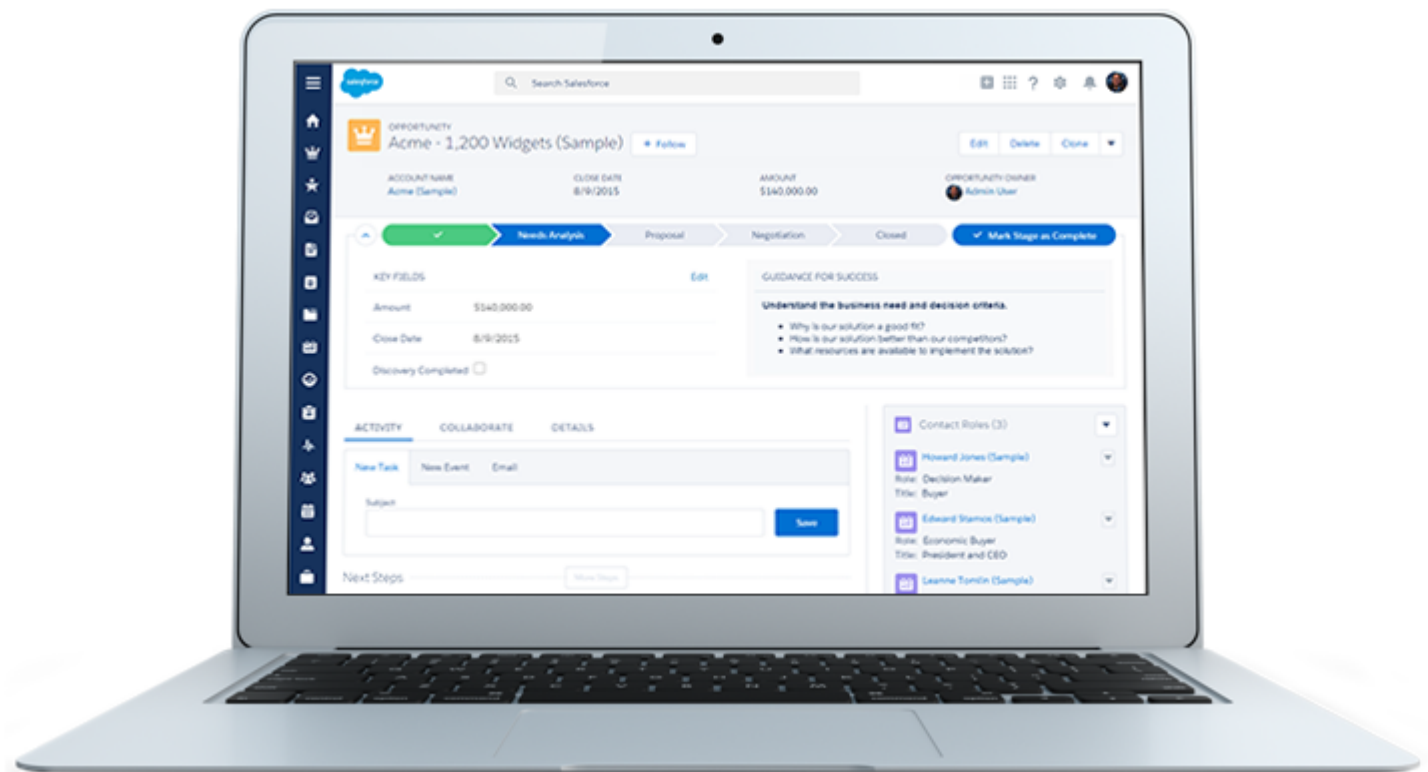 salesforce
Search Salesforce
?
OPPORTUNITY
Acme - 1,200 Widgets (Sample)
+ Follow
Edit
Delete
Clone
ACCOUNT NAME
CLOSE DATE
AMOUNT
OPPORTUNITY OWNER
Acme (Sample)
8/9/2015
$140,000.00
Admin User
Needs Analysis
Proposal
Negotiation
Closed
Mark Stage as Complete
KEY FIELDS
Edit
GUIDANCE FOR SUCCESS
Amount
$140,000.00
Understand the business need and decision criteria.
• Why is our solution a good fit?
• How is our solution better than our competitors?
• What resources are available to implement the solution?
Close Date
8/9/2015
Discovery Completed
ACTIVITY
COLLABORATE
DETAILS
Contact Roles (3)
New Task
New Event
Email
Howard Jones (Sample)
Role: Decision Maker
Title: Buyer
Subject
Save
Edward Stamos (Sample)
Role: Economic Buyer
Title: President and CEO
Next Steps
More Steps
Leanne Tomlin (Sample)